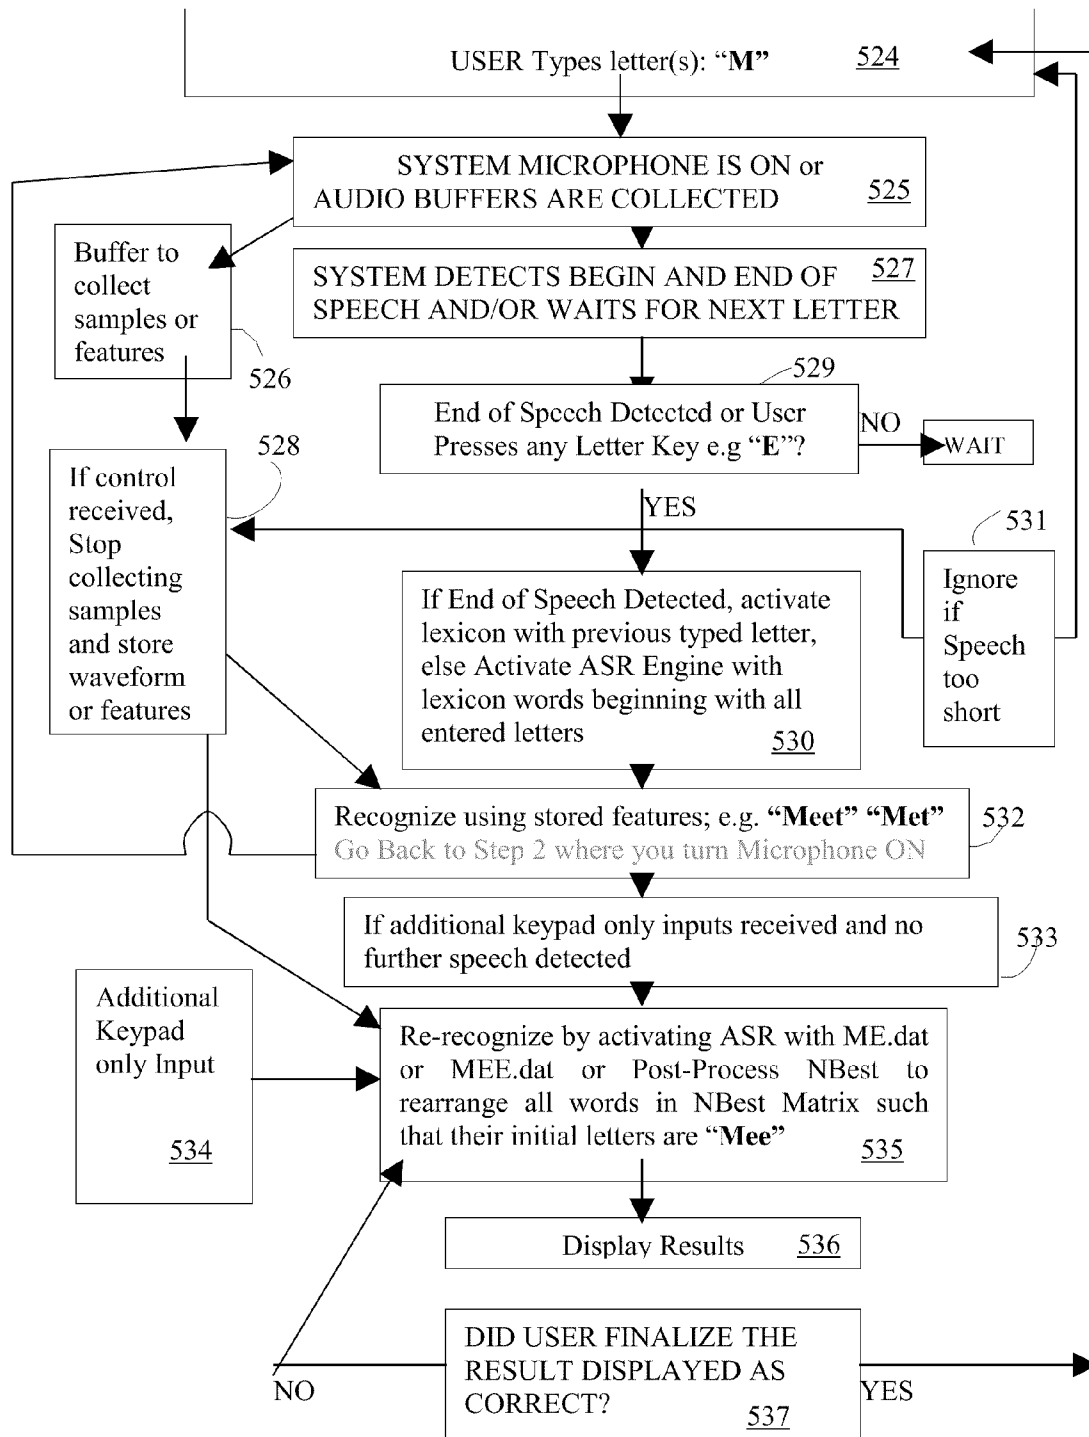 USER Types letter(s): “M”
524
SYSTEM MICROPHONE IS ON or
AUDIO BUFFERS ARE COLLECTED
525
Buffer to
collect
samples or
features
526
SYSTEM DETECTS BEGIN AND END OF
SPEECH AND/OR WAITS FOR NEXT LETTER
527
529
End of Speech Detected or User
Presses any Letter Key e.g “E”?
NO
WAIT
YES
528
If control
received,
Stop
collecting
samples
and store
waveform
or features
531
Ignore
if
Speech
too
short
If End of Speech Detected, activate
lexicon with previous typed letter,
else Activate ASR Engine with
lexicon words beginning with all
entered letters
530
Recognize using stored features; e.g. “Meet” “Met”
Go Back to Step 2 where you turn Microphone ON
532
If additional keypad only inputs received and no
further speech detected
533
Additional
Keypad
only Input
534
Re-recognize by activating ASR with ME.dat
or MEE.dat or Post-Process NBest to
rearrange all words in NBest Matrix such
that their initial letters are “Mee”
535
Display Results
536
DID USER FINALIZE THE
RESULT DISPLAYED AS
CORRECT?
537
NO
YES